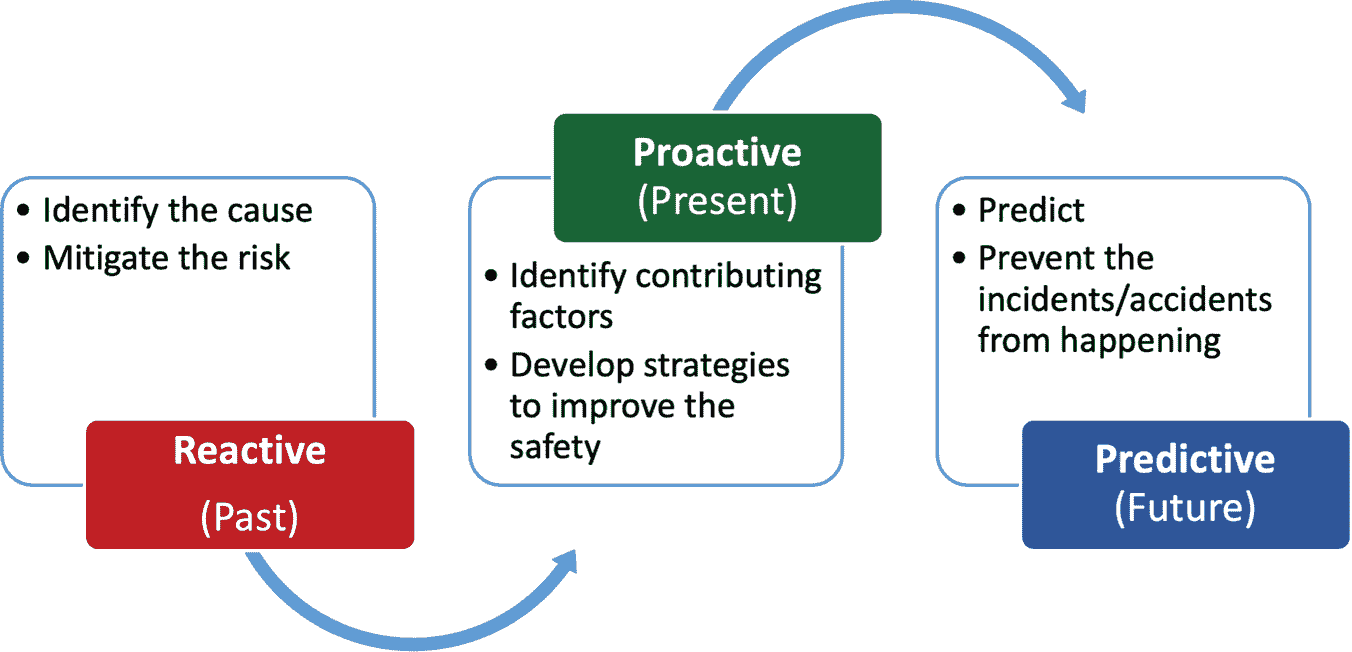 • Identify the cause
• Mitigate the risk
Reactive
(Past)
Proactive
(Present)
• Identify contributing
factors
• Develop strategies
to improve the
safety
• Predict
• Prevent the
incidents/accidents
from happening
Predictive
(Future)